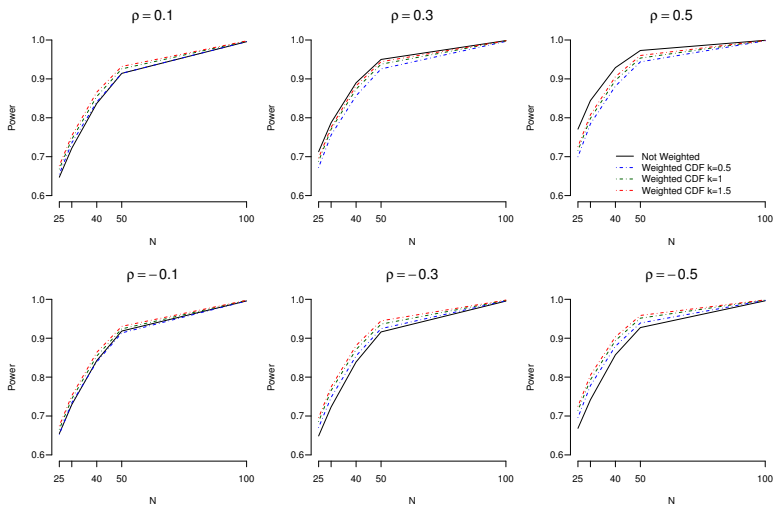 ρ = 0.1
ρ = 0.3
ρ = 0.5
Power
1.0
0.9
0.8
0.7
0.6
25
40
50
100
N
Power
1.0
0.9
0.8
0.7
0.6
25
40
50
100
N
Power
1.0
0.9
0.8
0.7
0.6
25
40
50
100
N
Not Weighted
Weighted CDF k=0.5
Weighted CDF k=1
Weighted CDF k=1.5
ρ = −0.1
ρ = −0.3
ρ = −0.5
Power
1.0
0.9
0.8
0.7
0.6
25
40
50
100
N
Power
1.0
0.9
0.8
0.7
0.6
25
40
50
100
N
Power
1.0
0.9
0.8
0.7
0.6
25
40
50
100
N